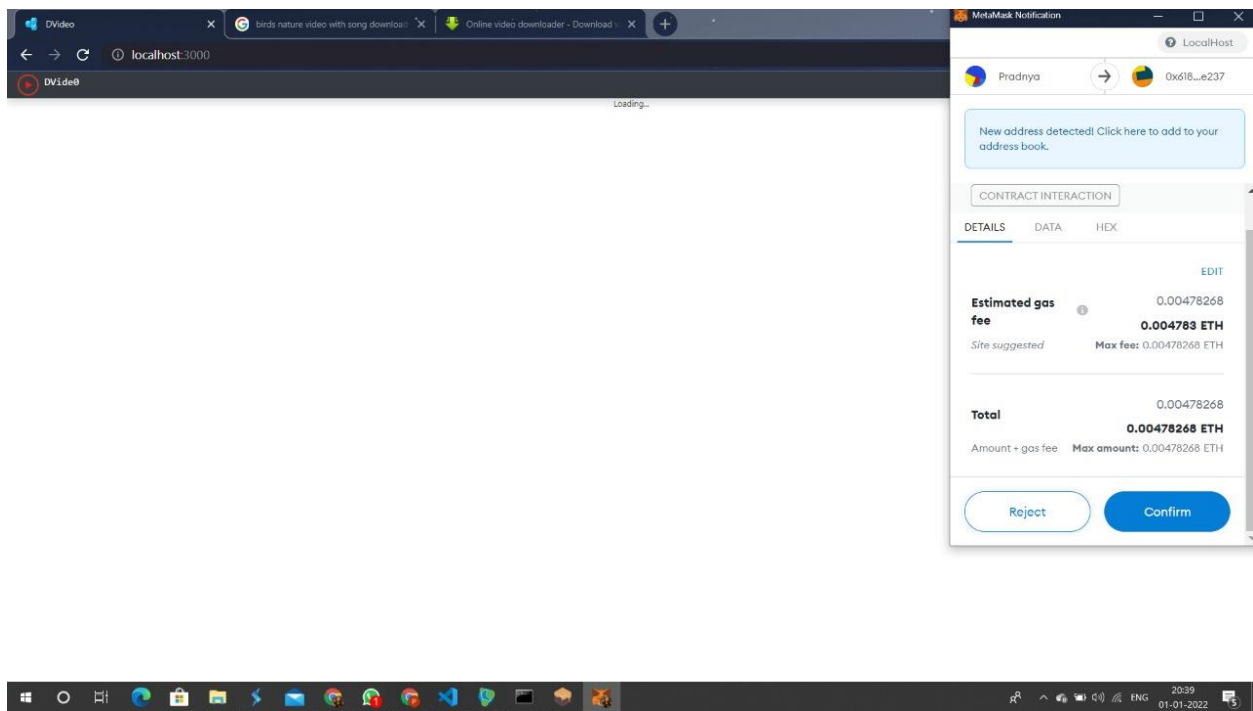 DVideo
birds nature video with song download
Online video downloader - Download
localhost:3000
DVide0
Loading...
MetaMask Notification
LocalHost
Pradnya
0x618...e237
New address detected! Click here to add to your
address book.
CONTRACT INTERACTION
DETAILS DATA HEX
EDIT
Estimated gas
fee
0.00478268
0.004783 ETH
Site suggested
Max fee: 0.00478268 ETH
Total
0.00478268
0.00478268 ETH
Amount + gas fee
Max amount: 0.00478268 ETH
Reject
Confirm
ENG
20:39
01-01-2022